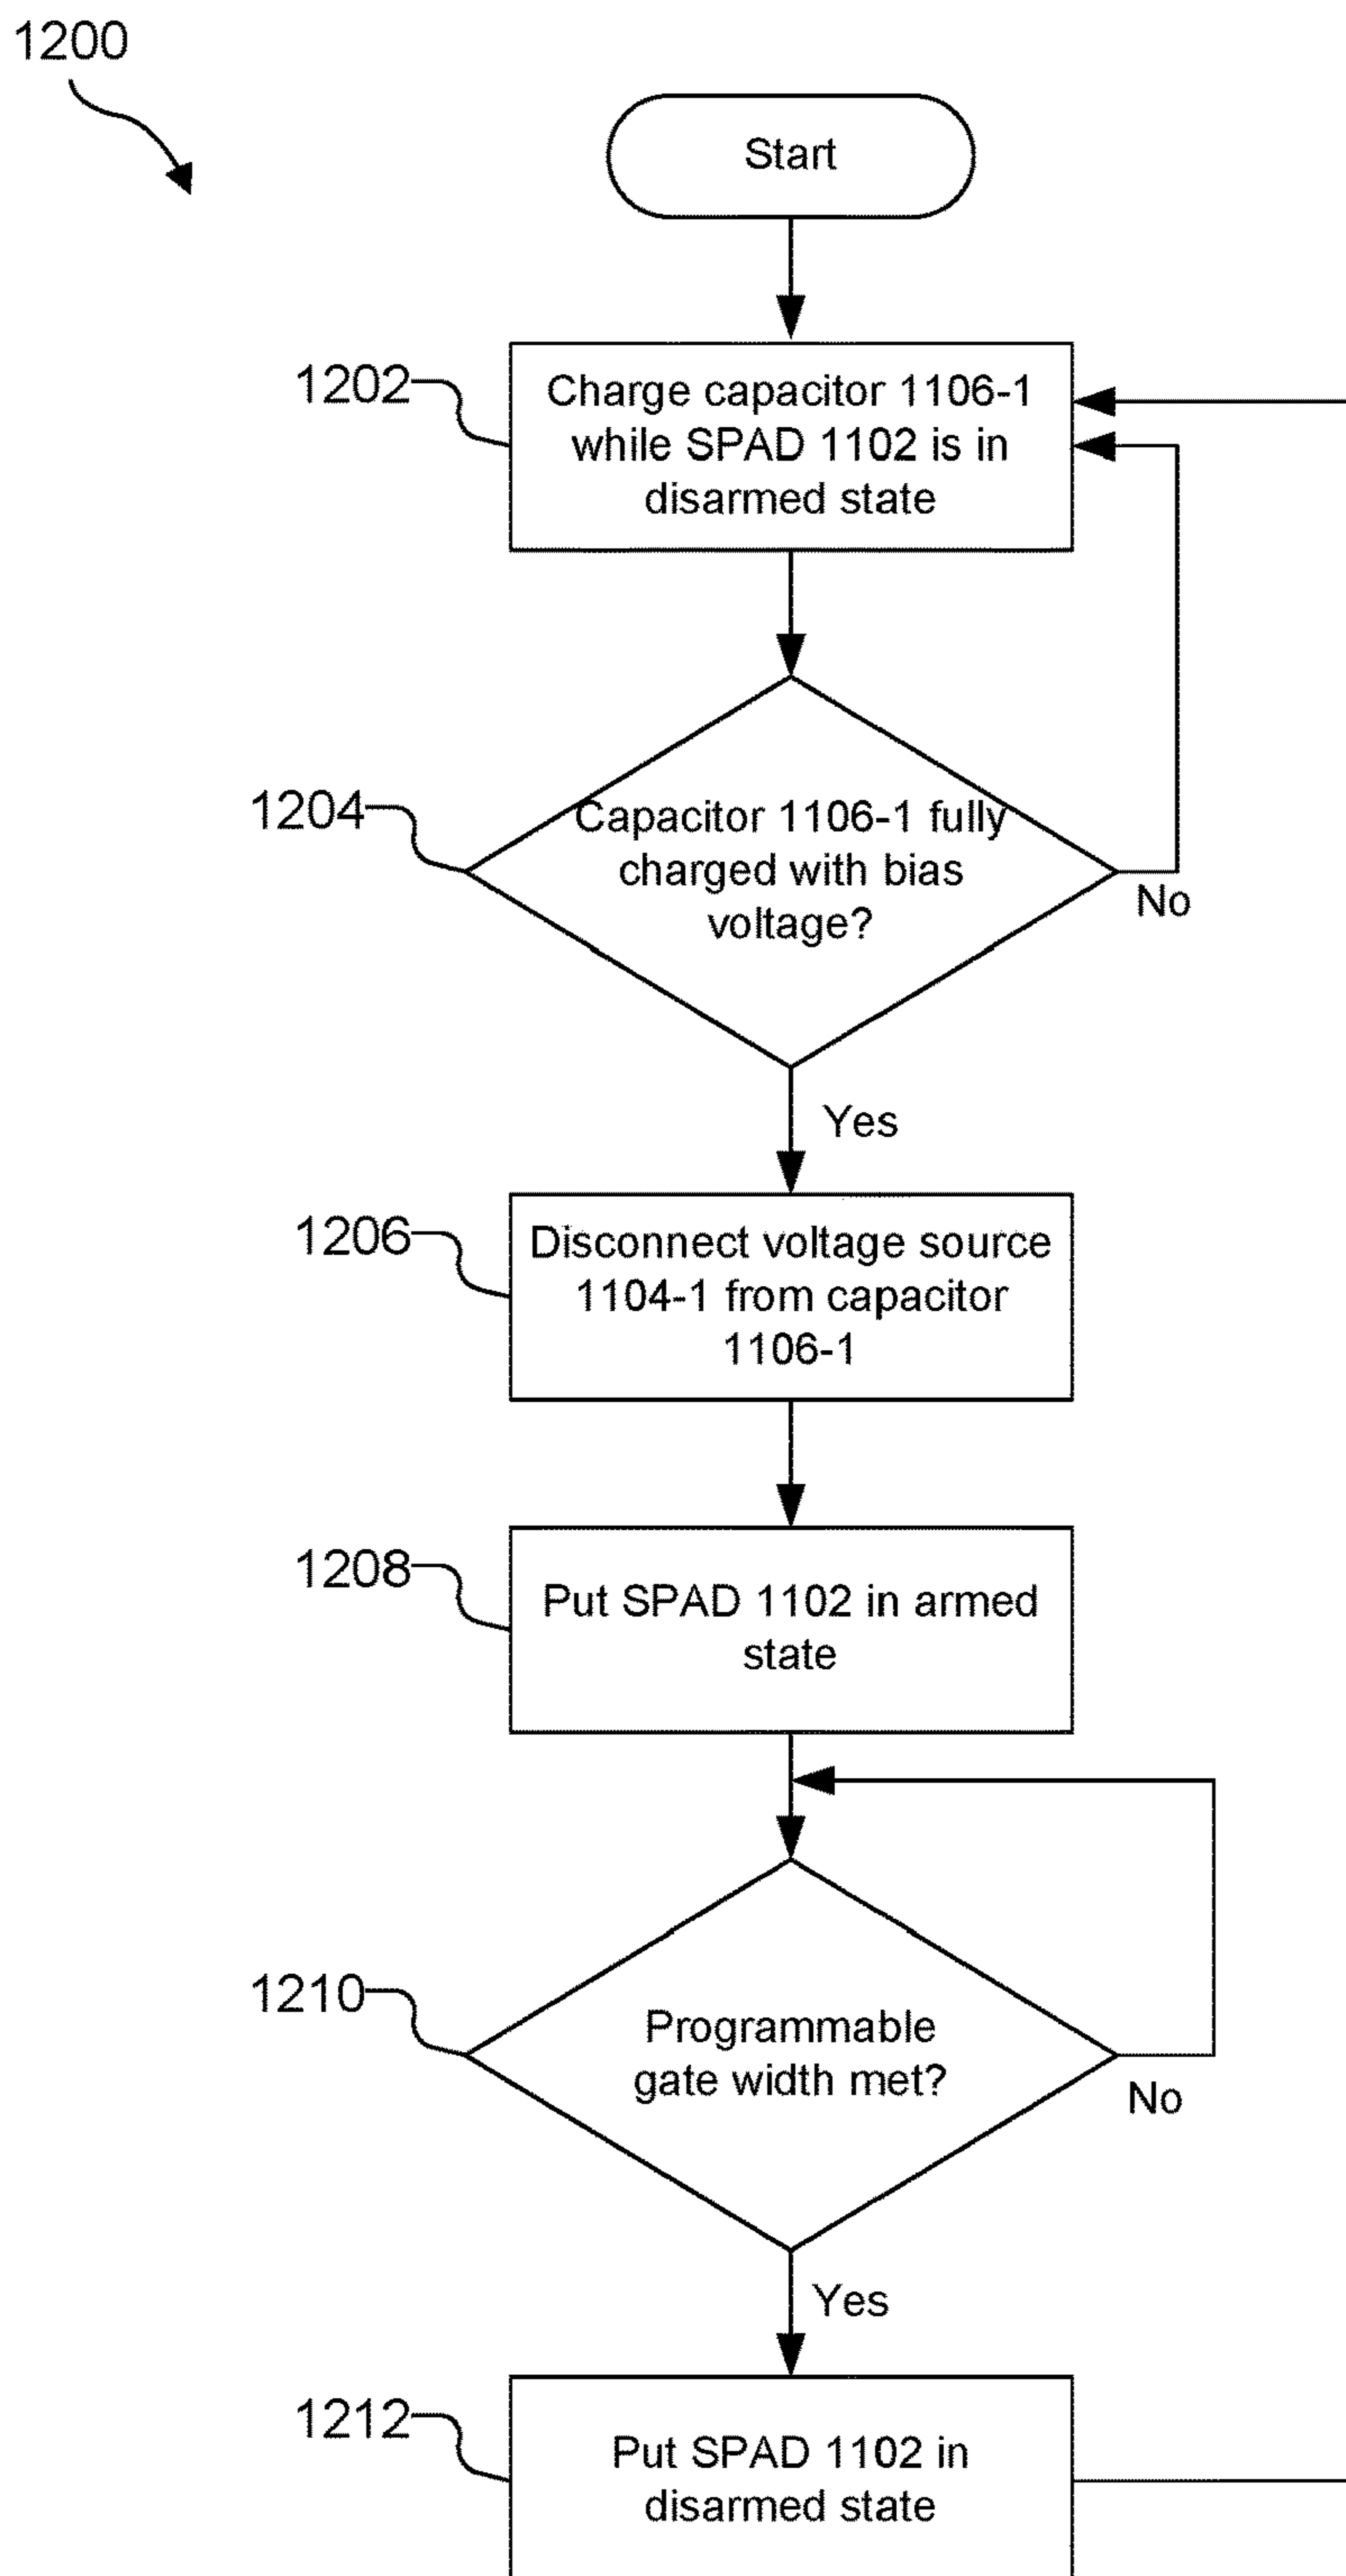 1200
Start
1202
Charge capacitor 1106-1
while SPAD 1102 is in
disarmed state
1204
Capacitor 1106-1 fully
charged with bias
voltage?
No
Yes
1206
Disconnect voltage source
1104-1 from capacitor
1106-1
1208
Put SPAD 1102 in armed
state
1210
Programmable
gate width met?
No
Yes
1212
Put SPAD 1102 in
disarmed state